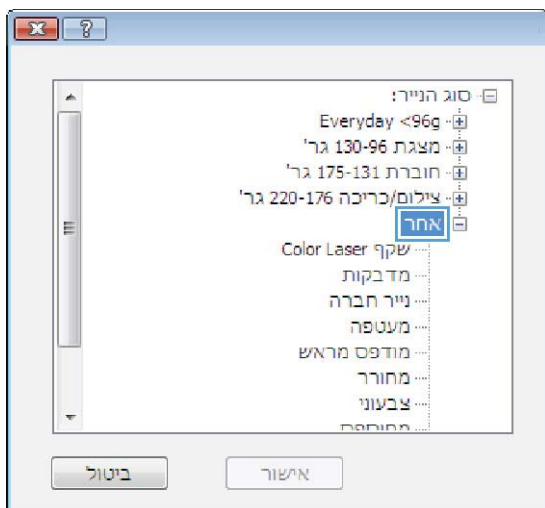 סוג הנייר:
Everyday <96g
מצגת 130-96 גר'
חוברת 175-131 גר'
צילום/כריכה 220-176 גר'
אחר
שקף Color Laser
מדבקות
נייר חברה
מעטפה
מודפס מראש
מחורר
צבעוני
מחוספס
אישור
ביטול